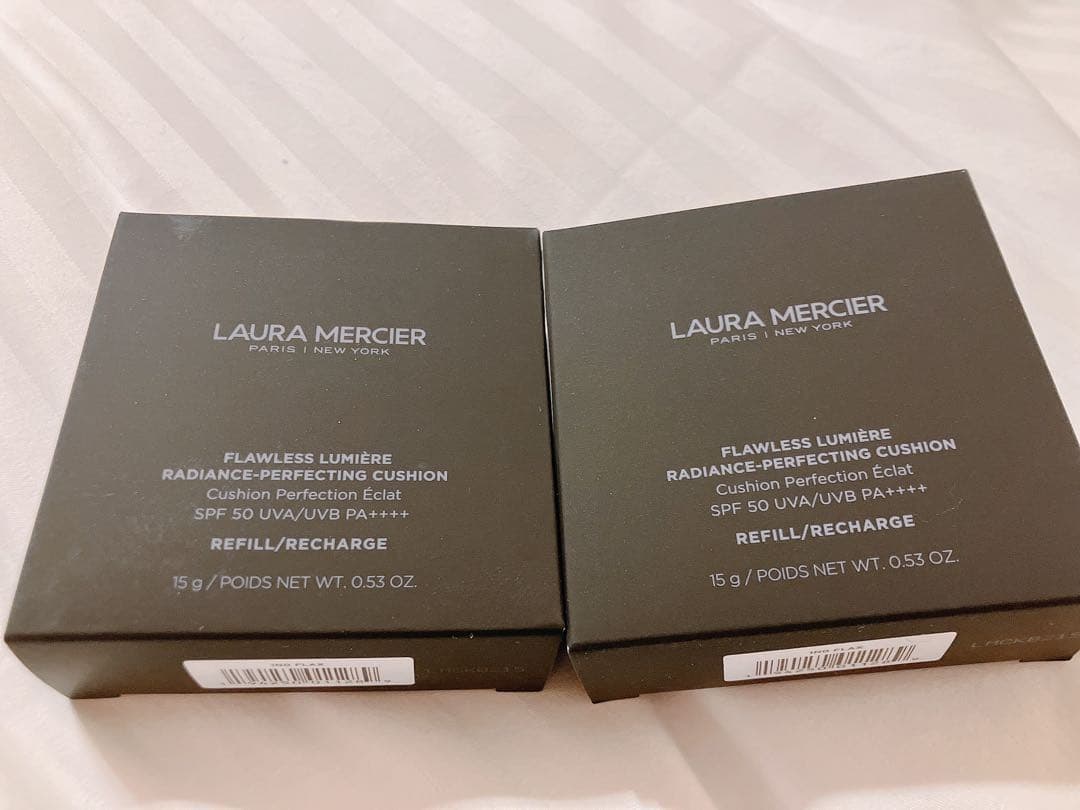 LAURA MERCIER
PARIS | NEW YORK
FLAWLESS LUMIÈRE
RADIANCE-PERFECTING CUSHION
Cushion Perfection Éclat
SPF 50 UVA/UVB PA++++
REFILL/RECHARGE
15 g / POIDS NET WT. 0.53 OZ.
FLAX
LAURA MERCIER
PARIS | NEW YORK
FLAWLESS LUMIÈRE
RADIANCE-PERFECTING CUSHION
Cushion Perfection Éclat
SPF 50 UVA/UVB PA++++
REFILL/RECHARGE
15 g / POIDS NET WT. 0.53 OZ.
FLAX